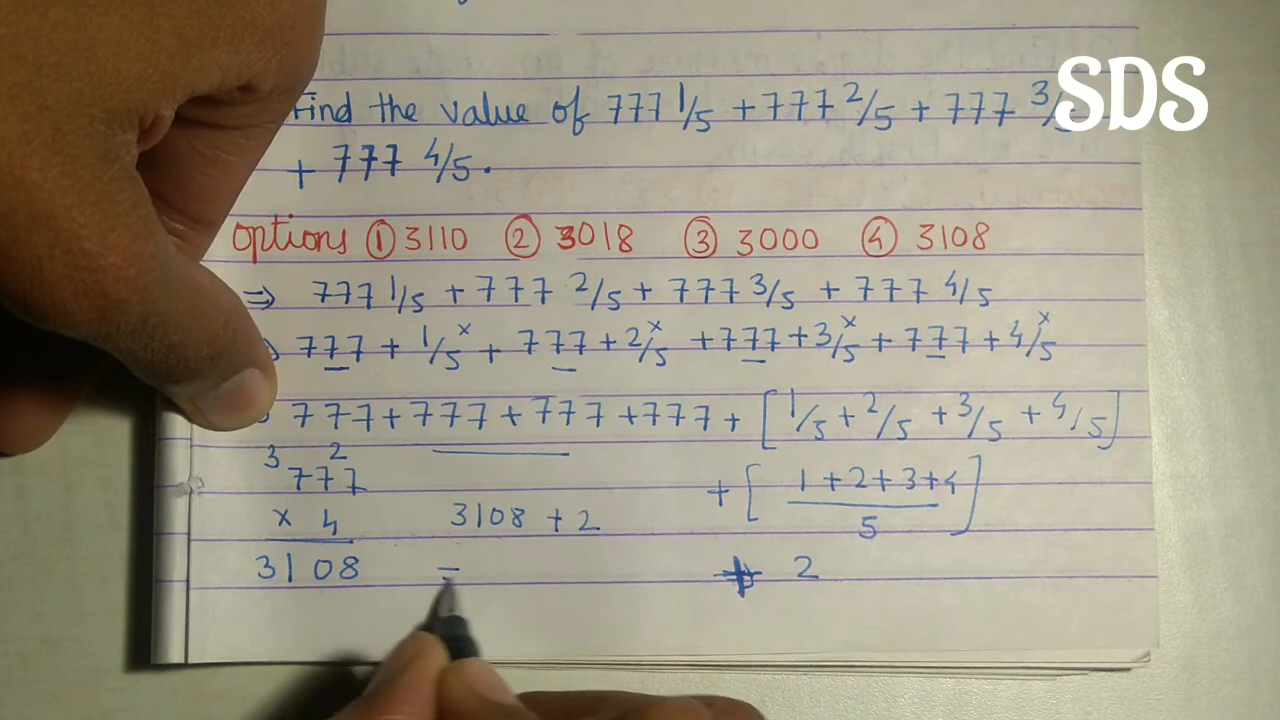 SDS
Find the value of 777 1/5 + 777 2/5 + 777 3/5
+ 777 4/5.
options ① 3110 ② 3018 ③ 3000 ④ 3108
⇒ 777 1/5 + 777 2/5 + 777 3/5 + 777 4/5
⇒ 777 + 1/5 × + 777 + 2/5 × + 777 + 3/5 × + 777 + 4/5 ×
777 + 777 + 777 + 777 + [1/5 + 2/5 + 3/5 + 4/5]
3 2
777 + [1 + 2 + 3 + 4 / 5]
× 4 3108 + 2
3108 = + 2